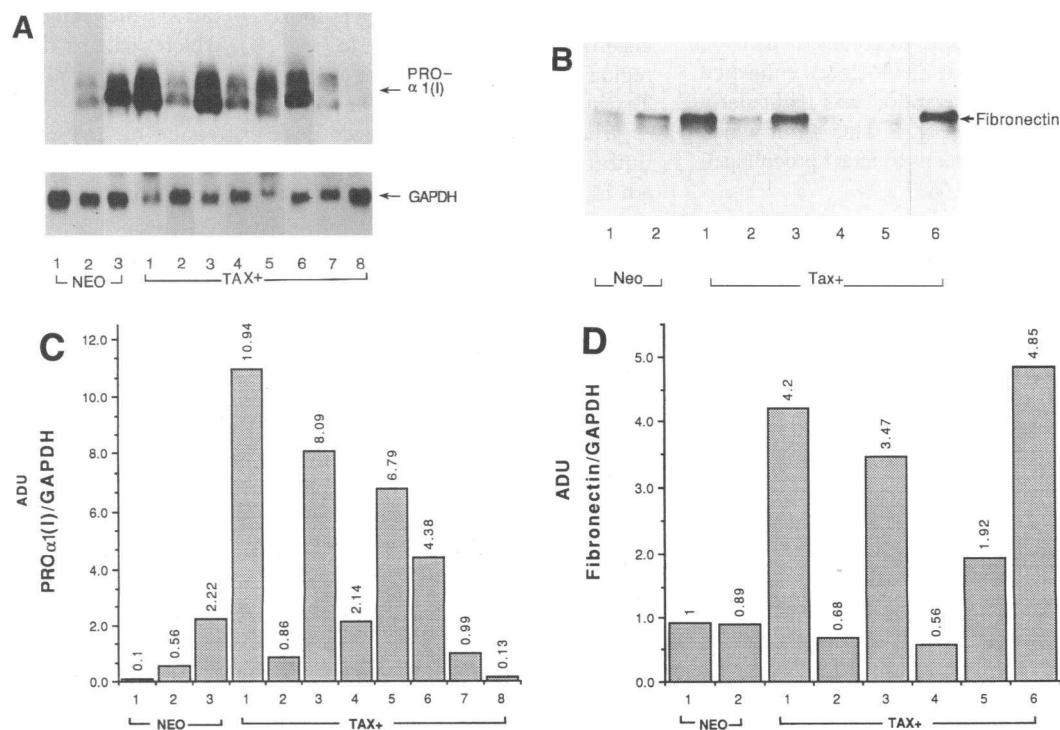 A
PRO-
α1(I)
GAPDH
1 2 3 1 2 3 4 5 6 7 8
NEO TAX+
B
Fibronectin
1 2 1 2 3 4 5 6
Neo Tax+
C
ADU
PROα1(I)/GAPDH
12.0
10.0
8.0
6.0
4.0
2.0
0.0
0.1
0.56
2.22
10.94
0.86
8.09
2.14
6.79
4.38
0.99
0.13
1 2 3 1 2 3 4 5 6 7 8
NEO TAX+
D
ADU
Fibronectin/GAPDH
5.0
4.0
3.0
2.0
1.0
0.0
1
0.89
4.2
0.68
3.47
0.56
1.92
4.85
1 2 1 2 3 4 5 6
NEO TAX+